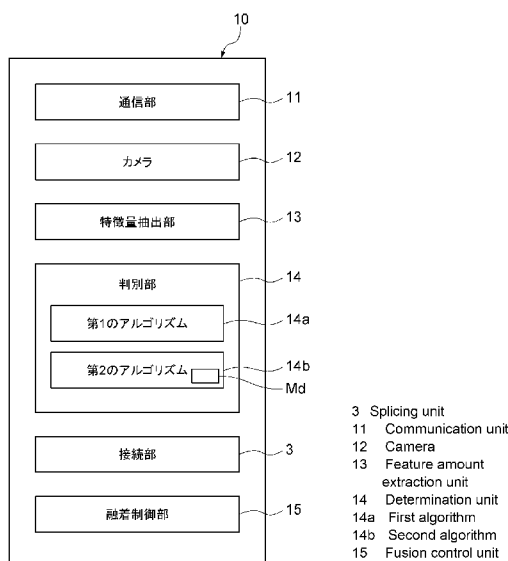 10
通信部
11
カメラ
12
特徴量抽出部
13
判別部
14
第1のアルゴリズム
14a
第2のアルゴリズム
14b
Md
接続部
3
融着制御部
15
3 Splicing unit
11 Communication unit
12 Camera
13 Feature amount
extraction unit
14 Determination unit
14a First algorithm
14b Second algorithm
15 Fusion control unit